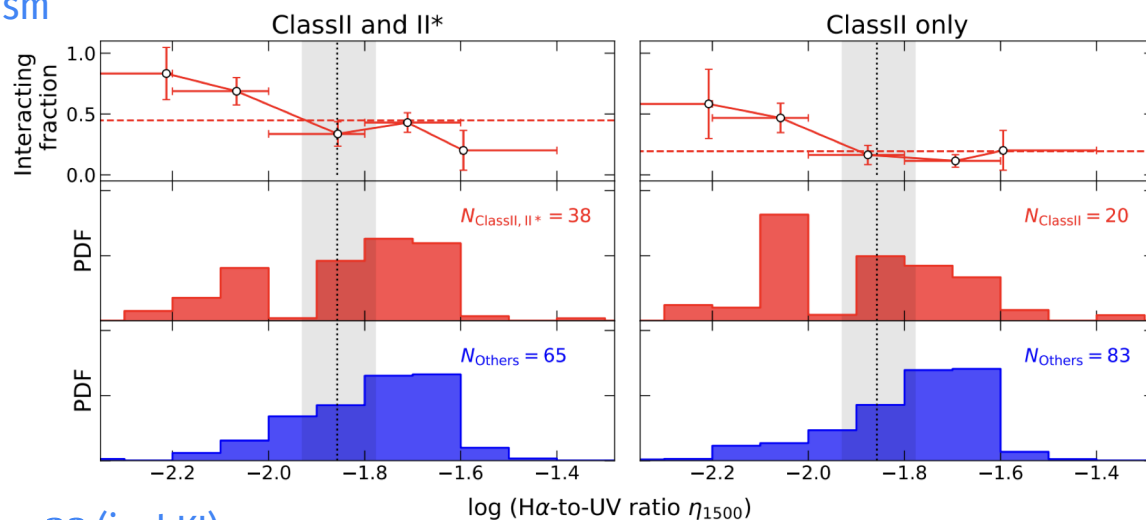 sm
ClassII and II*
ClassII only
Interacting
fraction
1.0
0.5
0.0
N_ClassII, II* = 38
N_ClassII = 20
PDF
N_Others = 65
N_Others = 83
PDF
−2.2 −2.0 −1.8 −1.6 −1.4
−2.2 −2.0 −1.8 −1.6 −1.4
log (Hα-to-UV ratio η1500)